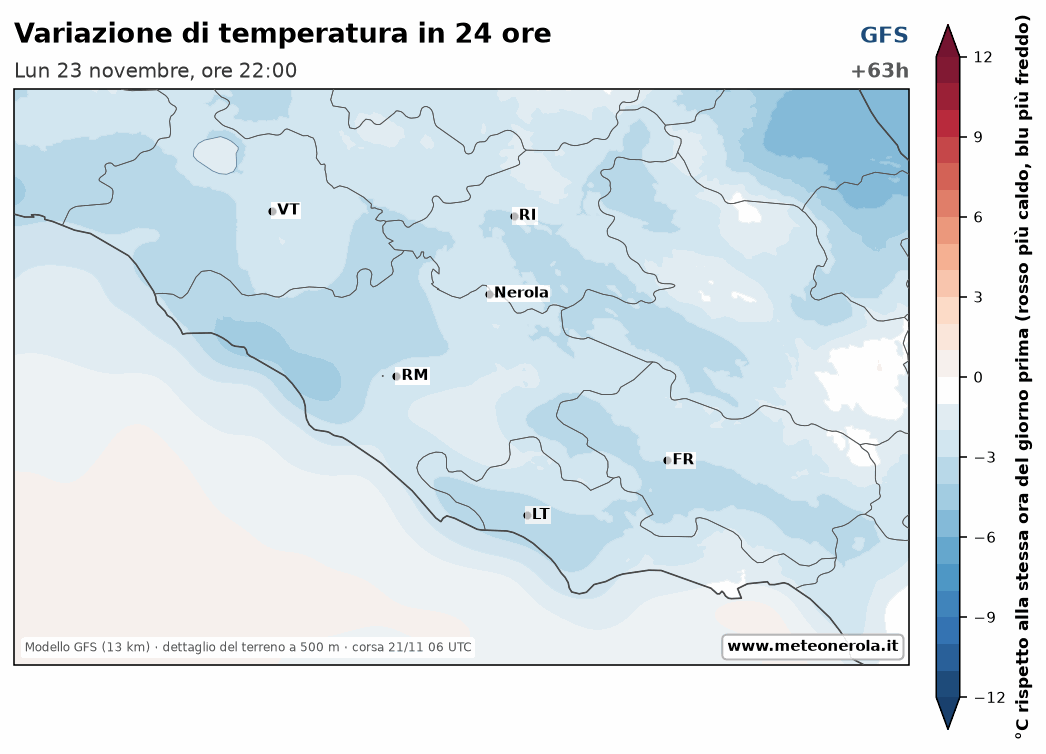 Variazione di temperatura in 24 ore
GFS
Lun 23 novembre, ore 22:00
+63h
VT
RI
Nerola
RM
FR
LT
Modello GFS (13 km) · dettaglio del terreno a 500 m · corsa 21/11 06 UTC
www.meteonerola.it
12
9
6
3
0
−3
−6
−9
−12
°C rispetto alla stessa ora del giorno prima (rosso più caldo, blu più freddo)